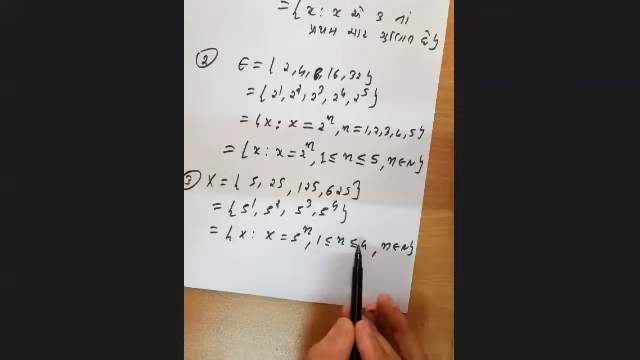 = { x : x એ 3 ના
પ્રથમ ચાર ગુણિત છે}
② E = { 2, 4, 8, 16, 32 }
= { 2¹, 2², 2³, 2⁴, 2⁵ }
= { x : x = 2ⁿ, n = 1, 2, 3, 4, 5 }
= { x : x = 2ⁿ, 1 ≤ n ≤ 5, n ∈ N }
③ X = { 5, 25, 125, 625 }
= { 5¹, 5², 5³, 5⁴ }
= { x : x = 5ⁿ, 1 ≤ n ≤ 4, n ∈ N }